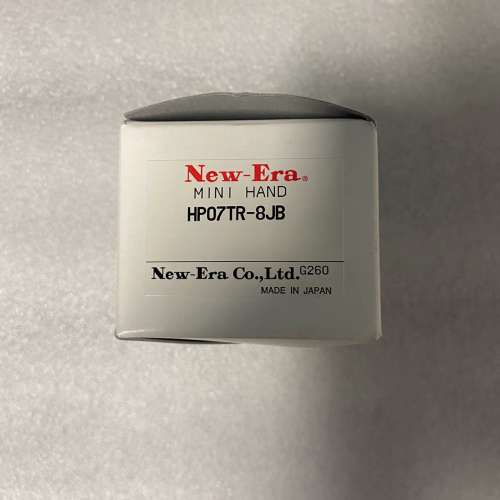 New-Era®
MINI HAND
HP07TR-8JB
New-Era Co.,Ltd. G260
MADE IN JAPAN